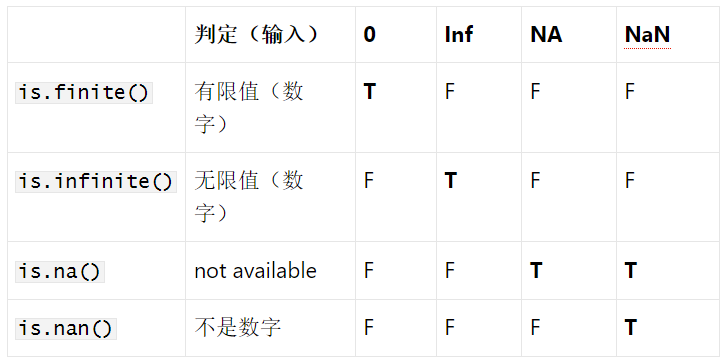 判定（输入） 0 Inf NA NaN
is.finite() 有限值（数 T F F F
字）
is.infinite() 无限值（数 F T F F
字）
is.na() not available F F T T
is.nan() 不是数字 F F F T